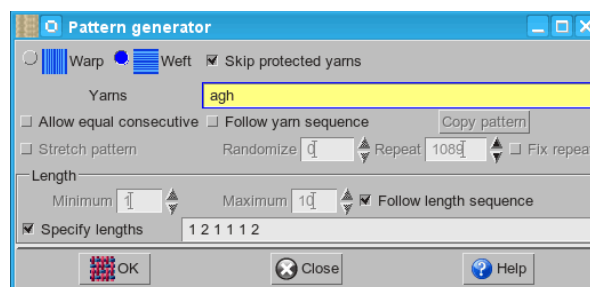 Pattern generator
Warp Weft Skip protected yarns
Yarns agh
Allow equal consecutive Follow yarn sequence Copy pattern
Stretch pattern Randomize 0 Repeat 1089 Fix repeat
Length
Minimum 1 Maximum 10 Follow length sequence
Specify lengths 1 2 1 1 1 2
OK Close Help